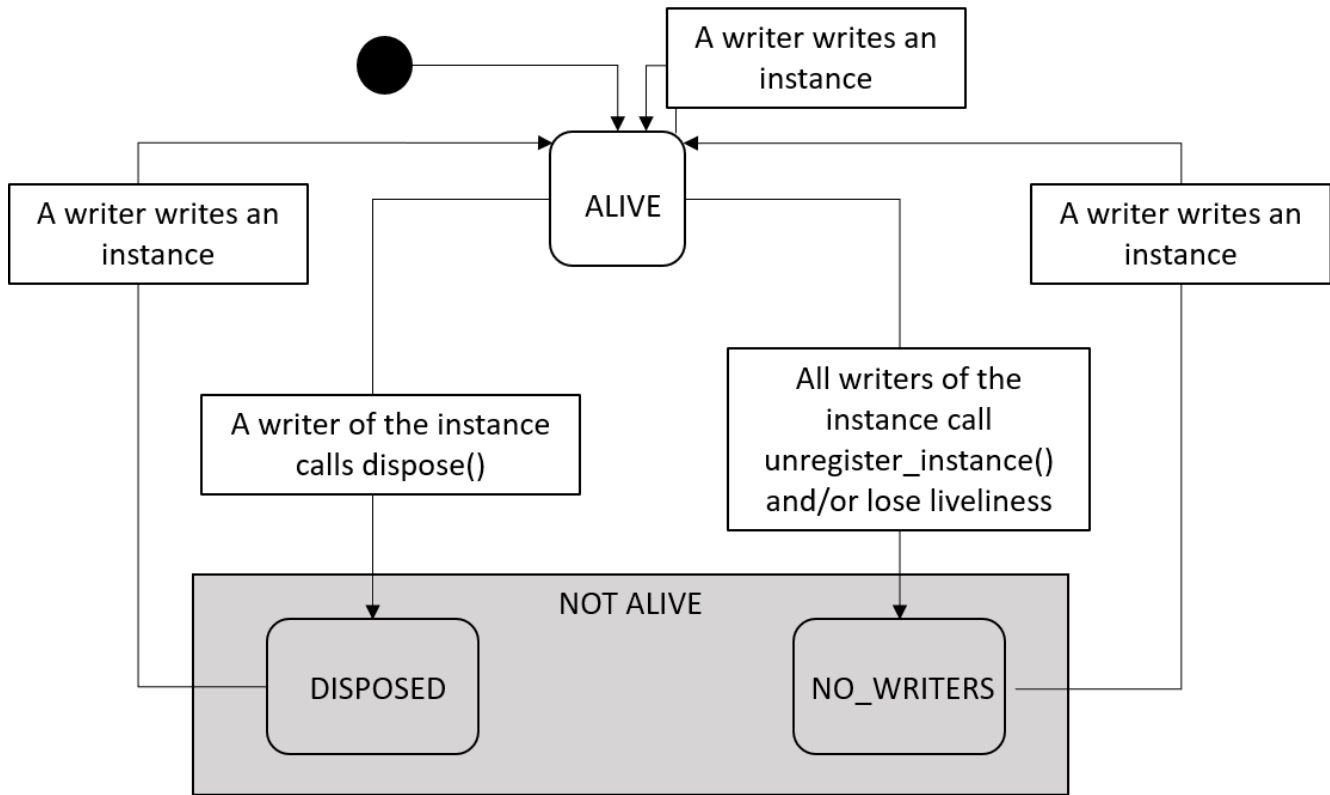 A writer writes an
instance
A writer writes an
instance
ALIVE
A writer writes an
instance
A writer of the instance
calls dispose()
All writers of the
instance call
unregister_instance()
and/or lose liveliness
NOT ALIVE
DISPOSED
NO_WRITERS